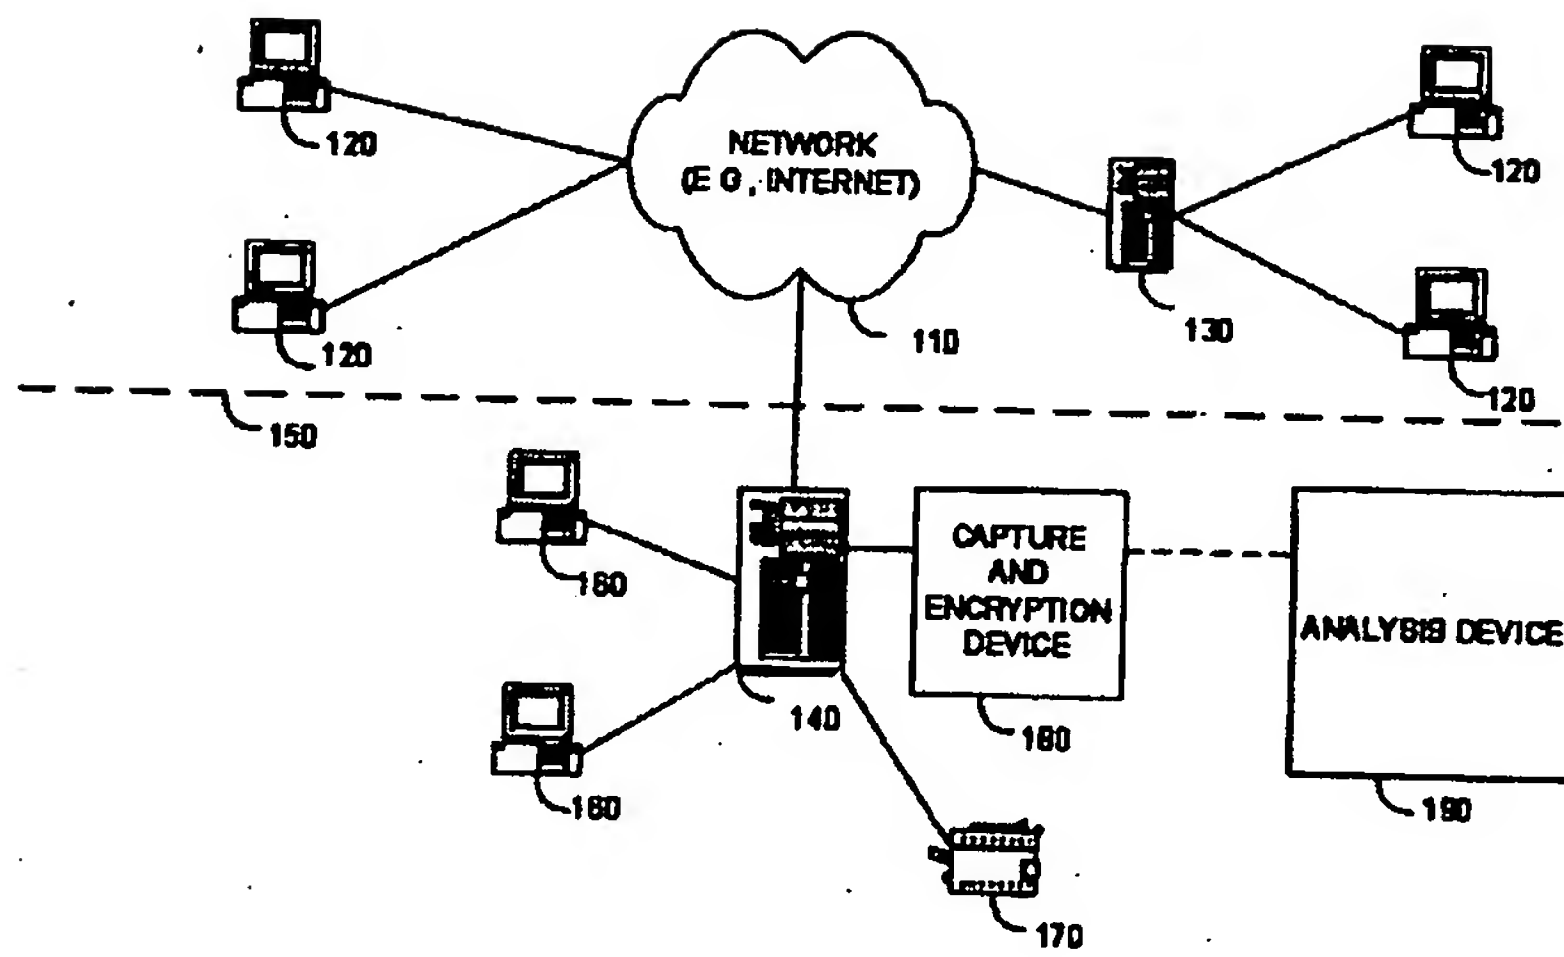 120
NETWORK
(E G, INTERNET)
120
130
110
120
120
150
CAPTURE
AND
ENCRYPTION
DEVICE
160
ANALYSIS DEVICE
140
180
160
190
170